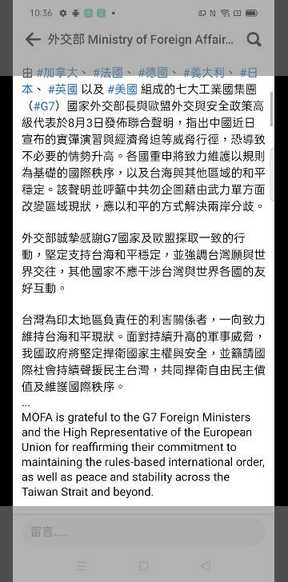 10:36
外交部 Ministry of Foreign Affair...
由 #加拿大、 #法國、 #德國、 #義大利、 #日
本、 #英國 以及 #美國 組成的七大工業國集團
（#G7）國家外交部長與歐盟外交與安全政策高
級代表於8月3日發佈聯合聲明，指出中國近日
宣布的實彈演習與經濟脅迫等威脅行徑，恐導致
不必要的情勢升高。各國重申將致力維護以規則
為基礎的國際秩序，以及台海與其他區域的和平
穩定。該聲明並呼籲中共勿企圖藉由武力單方面
改變區域現狀，應以和平的方式解決兩岸分歧。
外交部誠摯感謝G7國家及歐盟採取一致的行
動，堅定支持台海和平穩定，並強調台灣願與世
界交往，其他國家不應干涉台灣與世界各國的友
好互動。
台灣為印太地區負責任的利害關係者，一向致力
維持台海和平現狀。面對持續升高的軍事威脅，
我國政府將堅定捍衛國家主權與安全，並籲請國
際社會持續聲援民主台灣，共同捍衛自由民主價
值及維護國際秩序。
...
MOFA is grateful to the G7 Foreign Ministers
and the High Representative of the European
Union for reaffirming their commitment to
maintaining the rules-based international order,
as well as peace and stability across the
Taiwan Strait and beyond.
留言......